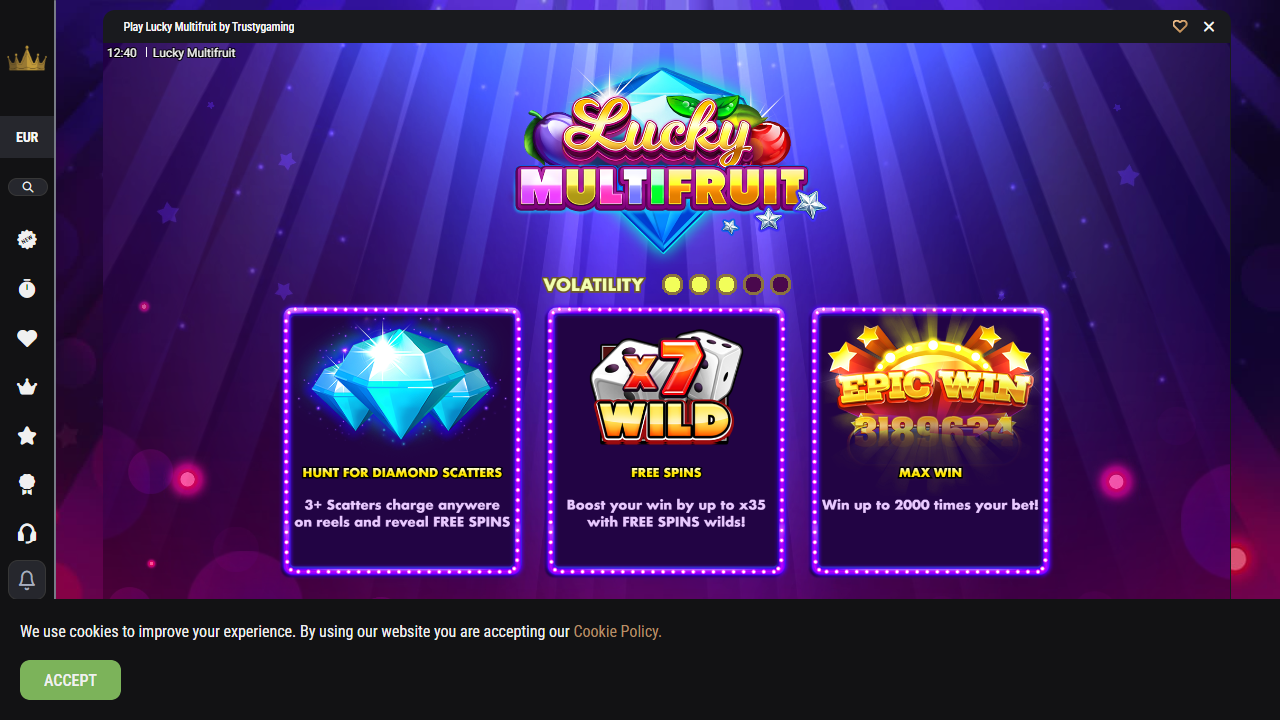 Play Lucky Multifruit by Trustygaming
12:40 | Lucky Multifruit
EUR
NEW
Lucky
MULTIFRUIT
VOLATILITY
x7
WILD
EPIC WIN
3189634
HUNT FOR DIAMOND SCATTERS
3+ Scatters charge anywere
on reels and reveal FREE SPINS
FREE SPINS
Boost your win by up to x35
with FREE SPINS wilds!
MAX WIN
Win up to 2000 times your bet!
We use cookies to improve your experience. By using our website you are accepting our Cookie Policy.
ACCEPT